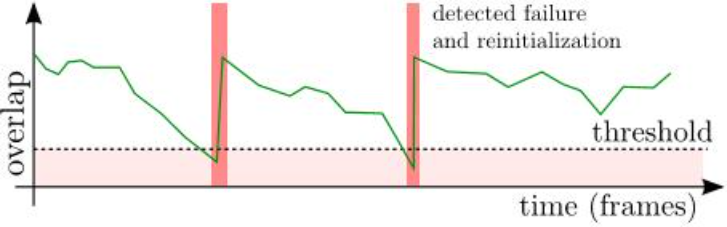 detected failure
and reinitialization
overlap
threshold
time (frames)